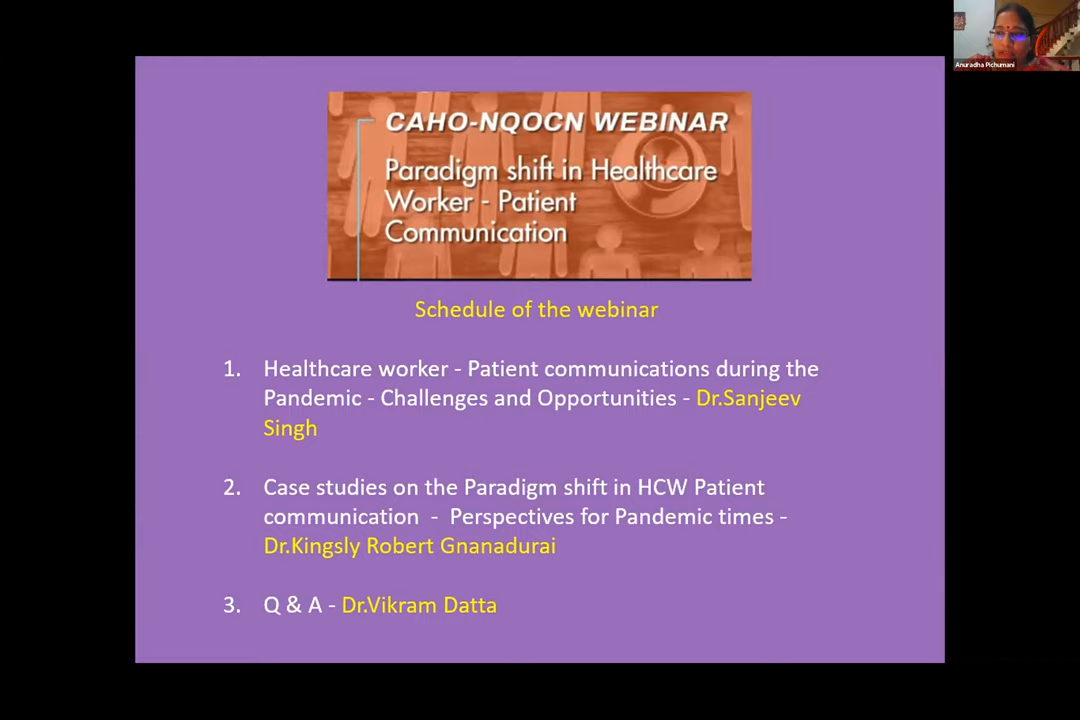 Anuradha Pichumani
CAHO-NQOCN WEBINAR
Paradigm shift in Healthcare
Worker - Patient
Communication
Schedule of the webinar
1. Healthcare worker - Patient communications during the
Pandemic - Challenges and Opportunities - Dr.Sanjeev
Singh
2. Case studies on the Paradigm shift in HCW Patient
communication - Perspectives for Pandemic times -
Dr.Kingsly Robert Gnanadurai
3. Q & A - Dr.Vikram Datta